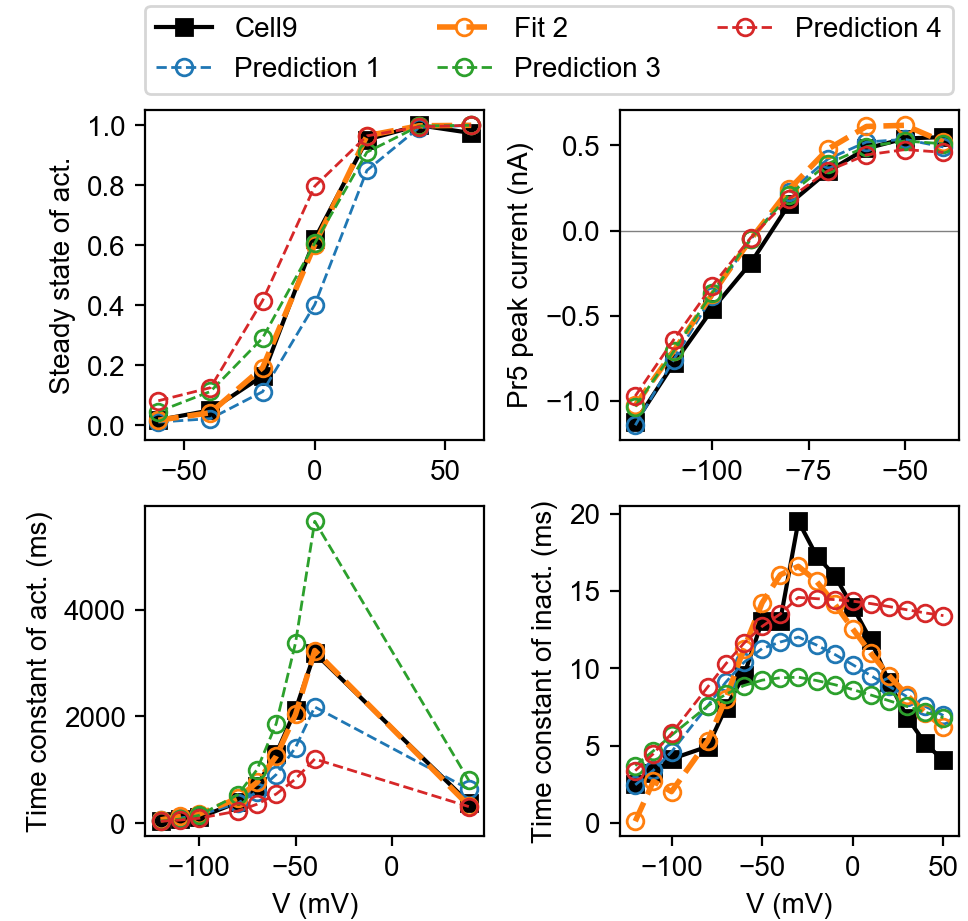 Cell9 Fit 2 Prediction 4
Prediction 1 Prediction 3
Steady state of act.
1.0
0.8
0.6
0.4
0.2
0.0
−50 0 50
Pr5 peak current (nA)
0.5
0.0
−0.5
−1.0
−100 −75 −50
Time constant of act. (ms)
4000
2000
0
−100 −50 0
V (mV)
Time constant of inact. (ms)
20
15
10
5
0
−100 −50 0 50
V (mV)